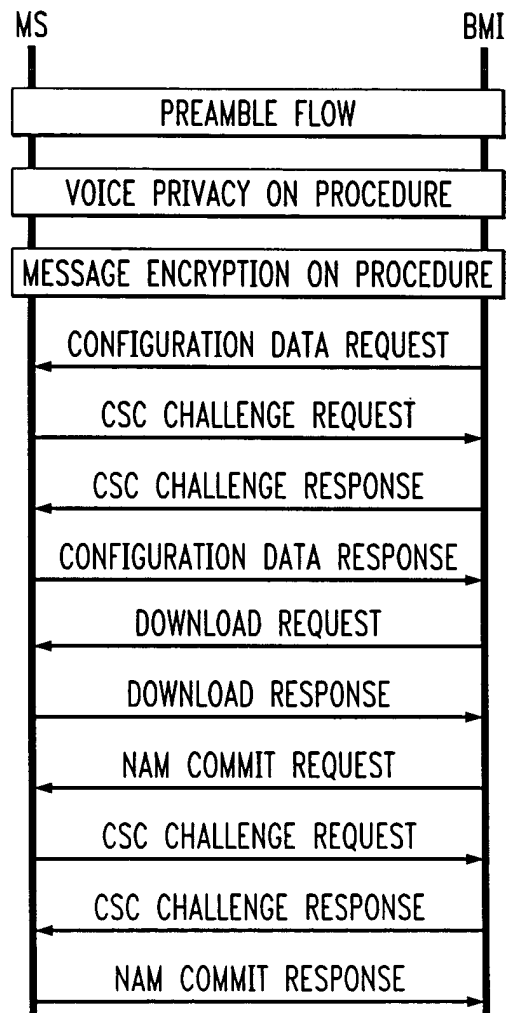 MS BMI
PREAMBLE FLOW
VOICE PRIVACY ON PROCEDURE
MESSAGE ENCRYPTION ON PROCEDURE
CONFIGURATION DATA REQUEST
CSC CHALLENGE REQUEST
CSC CHALLENGE RESPONSE
CONFIGURATION DATA RESPONSE
DOWNLOAD REQUEST
DOWNLOAD RESPONSE
NAM COMMIT REQUEST
CSC CHALLENGE REQUEST
CSC CHALLENGE RESPONSE
NAM COMMIT RESPONSE